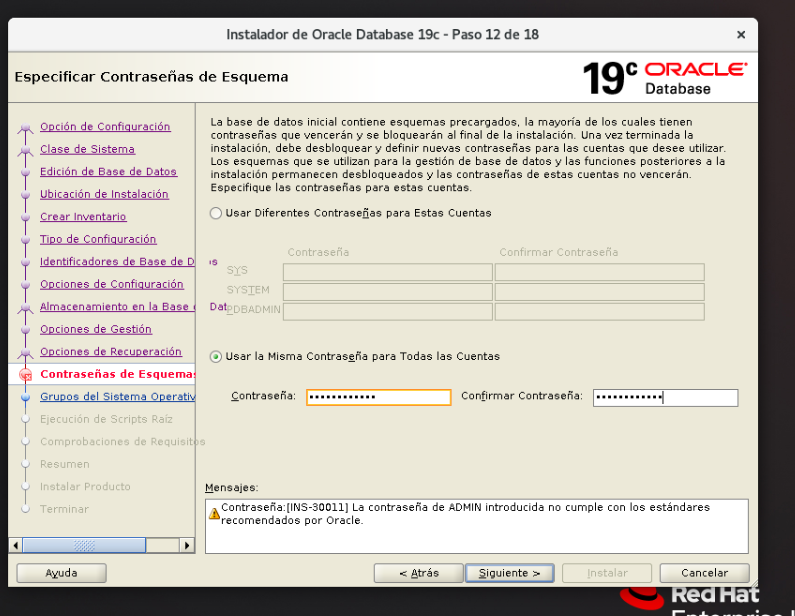 Instalador de Oracle Database 19c - Paso 12 de 18
×
Especificar Contraseñas de Esquema
19c ORACLE
Database
Opción de Configuración
Clase de Sistema
Edición de Base de Datos
Ubicación de Instalación
Crear Inventario
Tipo de Configuración
Identificadores de Base de D
Opciones de Configuración
Almacenamiento en la Base
Opciones de Gestión
Opciones de Recuperación
Contraseñas de Esquemas
Grupos del Sistema Operativ
Ejecución de Scripts Raíz
Comprobaciones de Requisitos
Resumen
Instalar Producto
Terminar
La base de datos inicial contiene esquemas precargados, la mayoría de los cuales tienen
contraseñas que vencerán y se bloquearán al final de la instalación. Una vez terminada la
instalación, debe desbloquear y definir nuevas contraseñas para las cuentas que desee utilizar.
Los esquemas que se utilizan para la gestión de base de datos y las funciones posteriores a la
instalación permanecen desbloqueados y las contraseñas de estas cuentas no vencerán.
Especifique las contraseñas para estas cuentas.
Usar Diferentes Contraseñas para Estas Cuentas
Contraseña Confirmar Contraseña
SYS
SYSTEM
Dat PDBADMIN
Usar la Misma Contraseña para Todas las Cuentas
Contraseña: •••••••••••• Confirmar Contraseña: ••••••••••••
Mensajes:
Contraseña:[INS-30011] La contraseña de ADMIN introducida no cumple con los estándares
recomendados por Oracle.
Ayuda < Atrás Siguiente > Instalar Cancelar
Red Hat